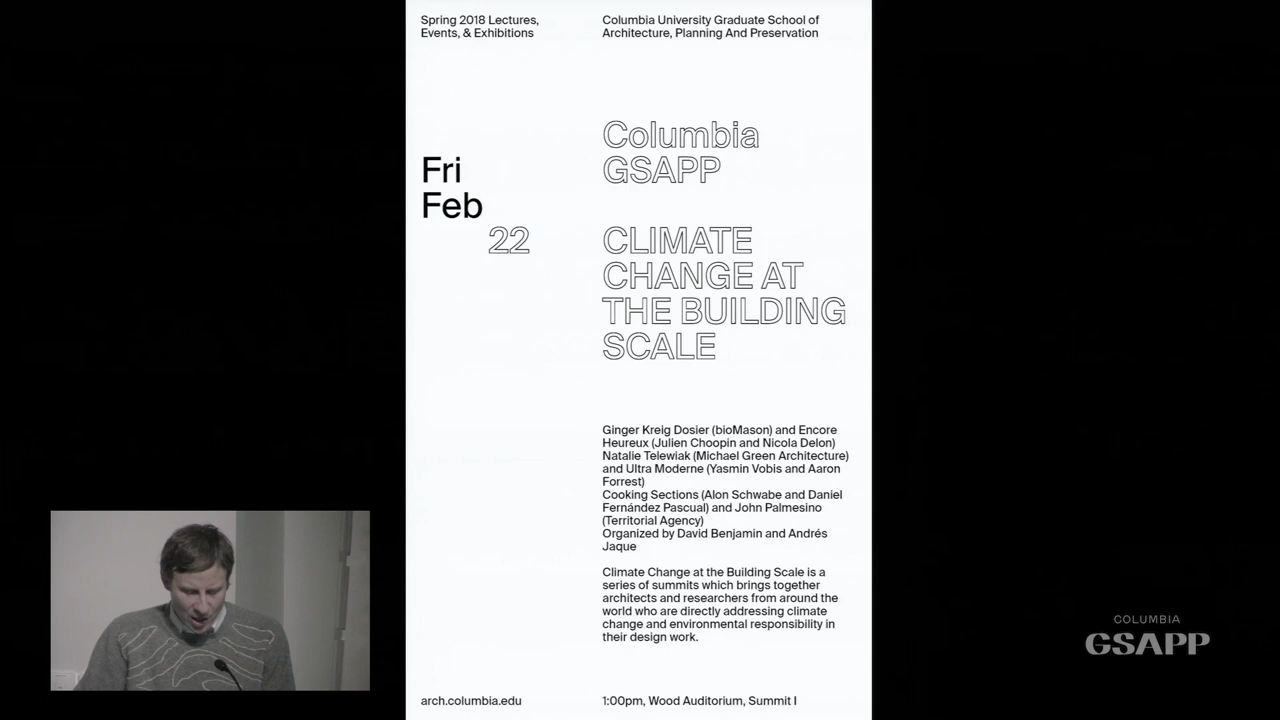 Spring 2018 Lectures,
Events, & Exhibitions
Columbia University Graduate School of
Architecture, Planning And Preservation
Fri
Feb
22
Columbia
GSAPP
CLIMATE
CHANGE AT
THE BUILDING
SCALE
Ginger Kreig Dosier (bioMason) and Encore
Heureux (Julien Choopin and Nicola Delon)
Natalie Telewiak (Michael Green Architecture)
and Ultra Moderne (Yasmin Vobis and Aaron
Forrest)
Cooking Sections (Alon Schwabe and Daniel
Fernández Pascual) and John Palmesino
(Territorial Agency)
Organized by David Benjamin and Andrés
Jaque
Climate Change at the Building Scale is a
series of summits which brings together
architects and researchers from around the
world who are directly addressing climate
change and environmental responsibility in
their design work.
arch.columbia.edu
1:00pm, Wood Auditorium, Summit I
COLUMBIA
GSAPP